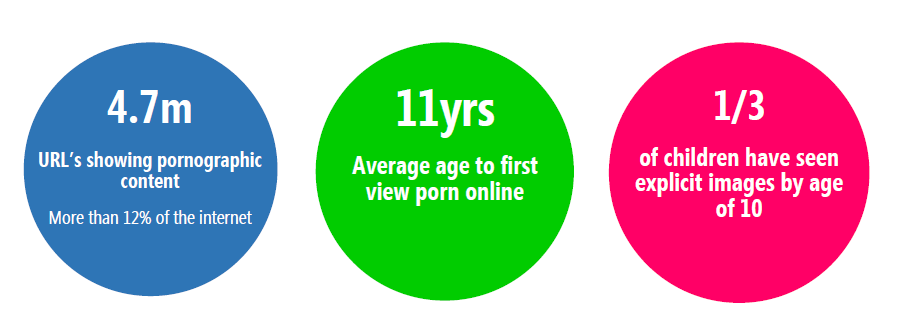 4.7m
URL's showing pornographic
content
More than 12% of the internet
11yrs
Average age to first
view porn online
1/3
of children have seen
explicit images by age
of 10